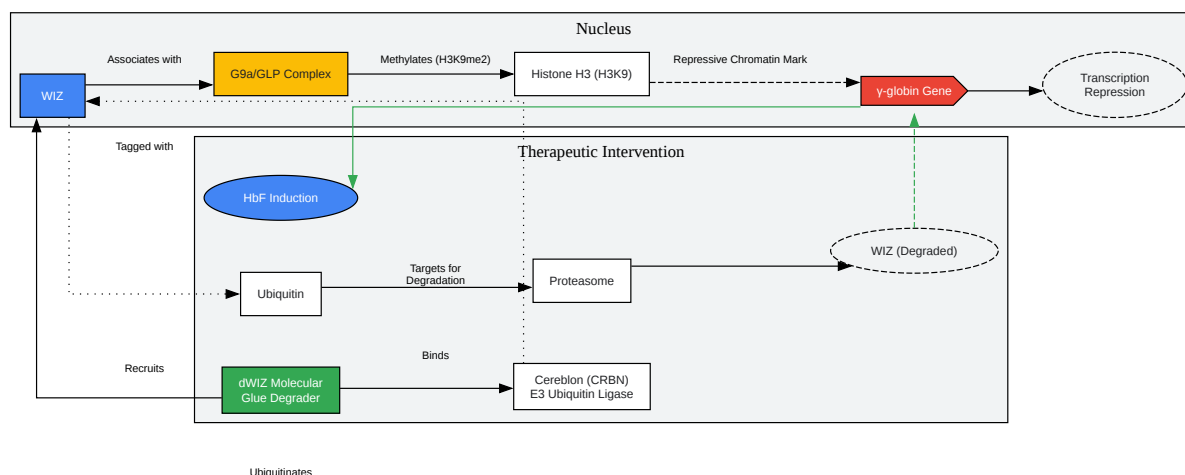 Nucleus
Associates with
Methylates (H3K9me2)
Repressive Chromatin Mark
WIZ
G9a/GLP Complex
Histone H3 (H3K9)
γ-globin Gene
Transcription
Repression
Tagged with
Therapeutic Intervention
HbF Induction
WIZ (Degraded)
Targets for
Degradation
Ubiquitin
Proteasome
Recruits
Binds
dWIZ Molecular
Glue Degrader
Cereblon (CRBN)
E3 Ubiquitin Ligase
Ubiquitinates